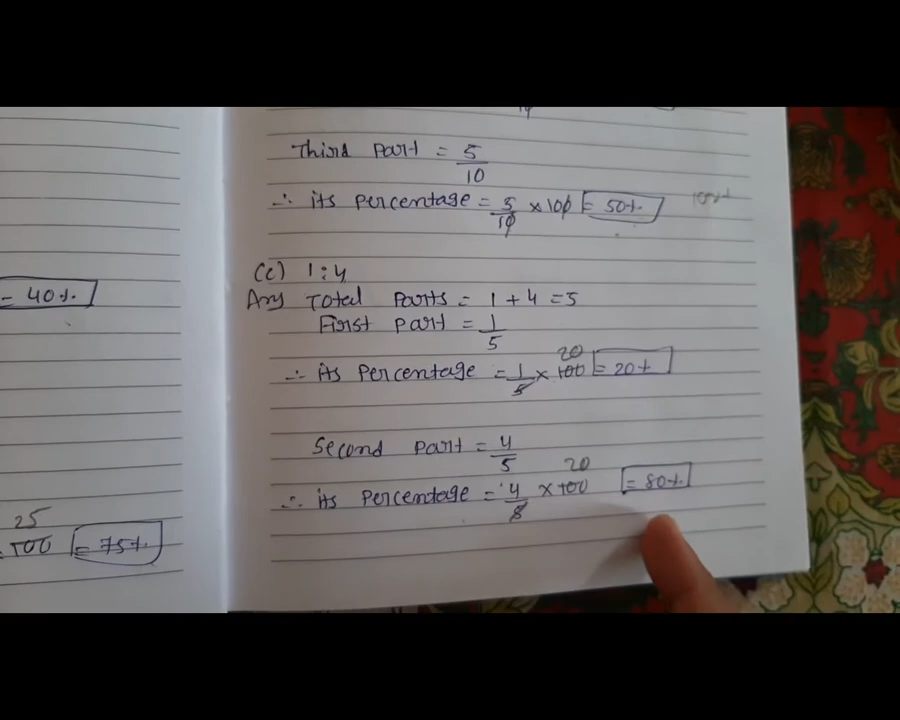 Third Part = 5/10
∴ its Percentage = 5/10 × 100 = 50%
(c) 1:4
Ans Total Parts = 1 + 4 = 5
First Part = 1/5
∴ its Percentage = 1/5 × 100 20 = 20%
Second Part = 4/5
∴ its Percentage = 4/5 × 100 20 = 80%
= 40%
25
= 100 = 75%